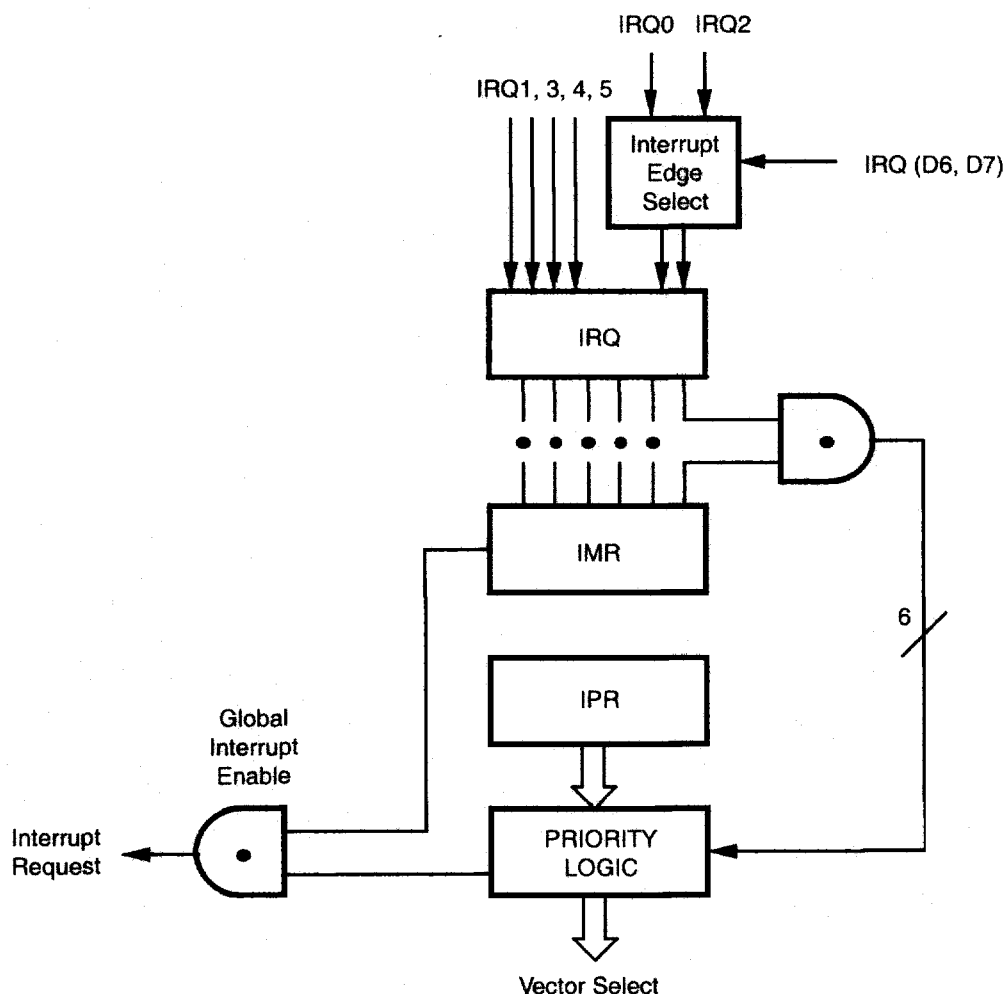 IRQ0 IRQ2
IRQ1, 3, 4, 5
Interrupt
Edge
Select
IRQ (D6, D7)
IRQ
IMR
6
IPR
Global
Interrupt
Enable
Interrupt
Request
PRIORITY
LOGIC
Vector Select